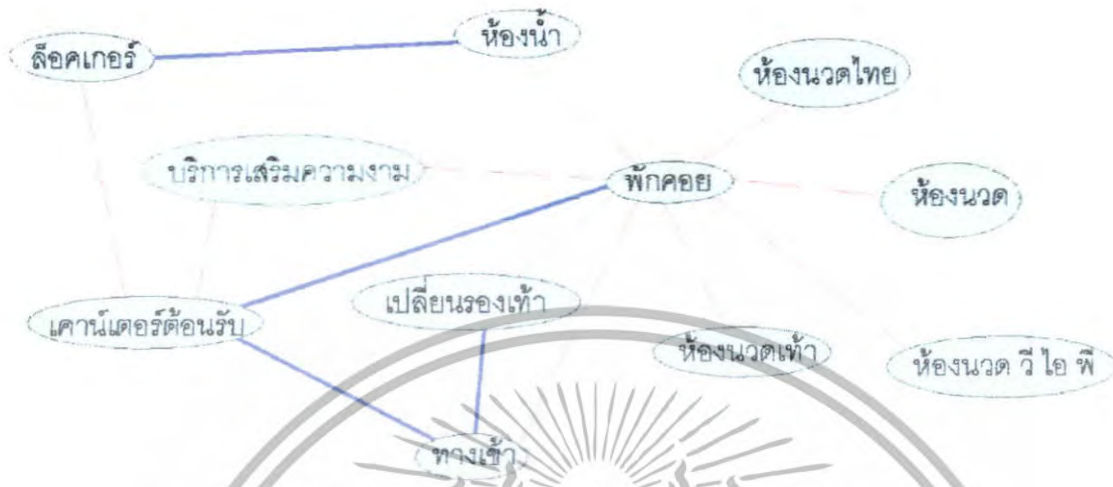 ห้องน้ำ
ล็อคเกอร์
ห้องนวดไทย
บริการเสริมความงาม
พักคอย
ห้องนวด
เปลี่ยนรองเท้า
เคาน์เตอร์ต้อนรับ
ห้องนวดเท้า
ห้องนวด วี ไอ พี
ทางเข้า